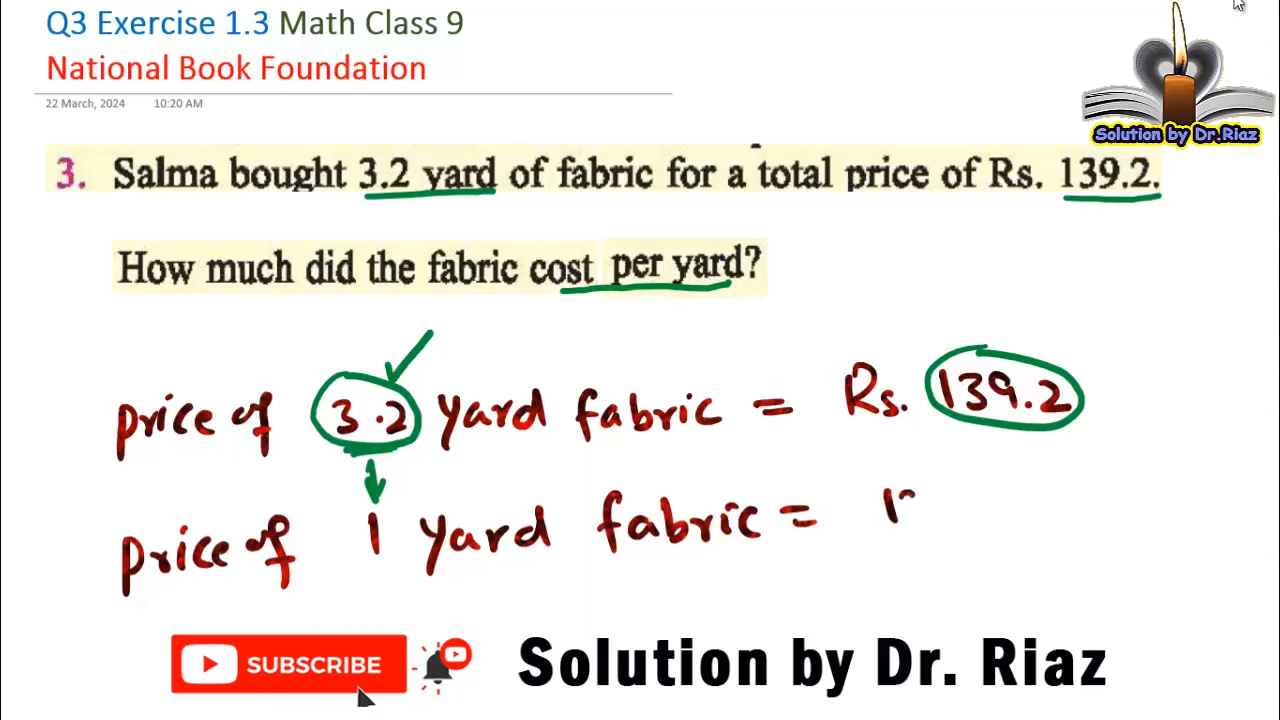 Q3 Exercise 1.3 Math Class 9
National Book Foundation
22 March, 2024 10:20 AM
Solution by Dr.Riaz
3. Salma bought 3.2 yard of fabric for a total price of Rs. 139.2.
How much did the fabric cost per yard?
price of 3.2 yard fabric = Rs. 139.2
price of 1 yard fabric =
SUBSCRIBE
Solution by Dr. Riaz